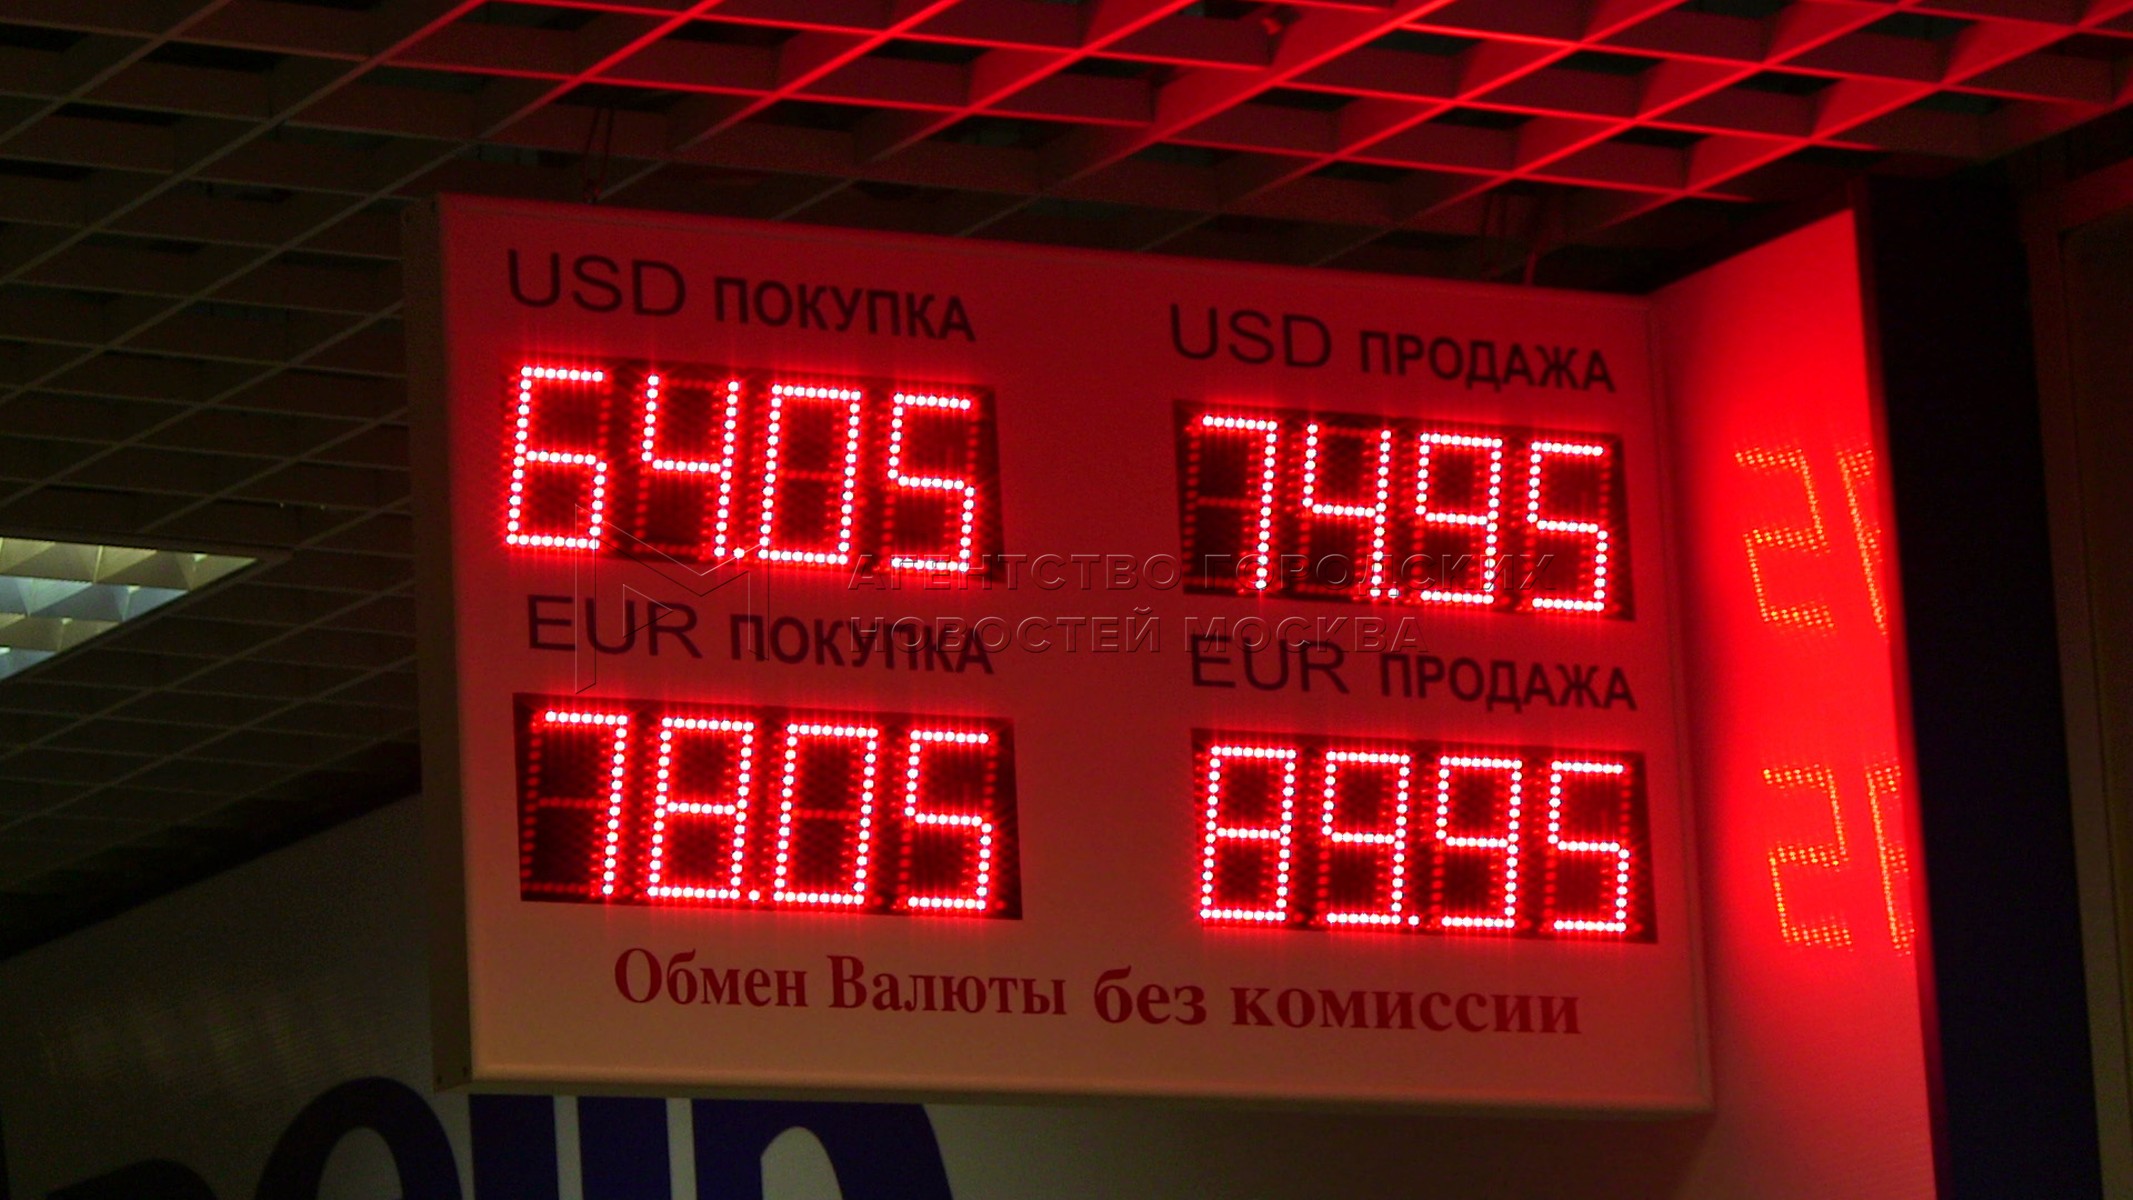 USD ПОКУПКА USD ПРОДАЖА
64.05 74.95
EUR ПОКУПКА EUR ПРОДАЖА
78.05 89.95
Обмен Валюты без комиссии
АГЕНТСТВО ГОРОДСКИХ
НОВОСТЕЙ МОСКВА